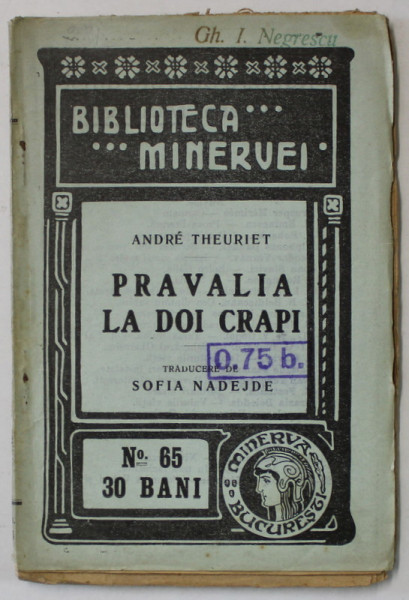 Gh. I. Negrescu
BIBLIOTECA
MINERVEI
ANDRÉ THEURIET
PRAVALIA
LA DOI CRAPI
0,75 b.
TRADUCERE DE
SOFIA NADEJDE
No. 65
30 BANI
MINERVA
BUCUREȘTI